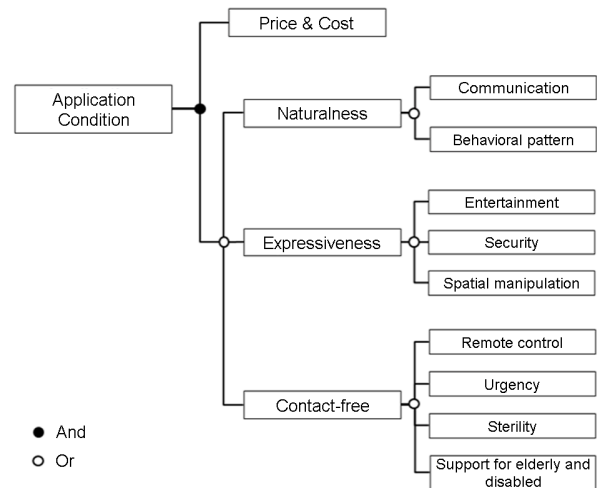 Price & Cost
Application
Condition
Communication
Naturalness
Behavioral pattern
Entertainment
Expressiveness
Security
Spatial manipulation
Remote control
Urgency
Contact-free
Sterility
Support for elderly and
disabled
And
Or